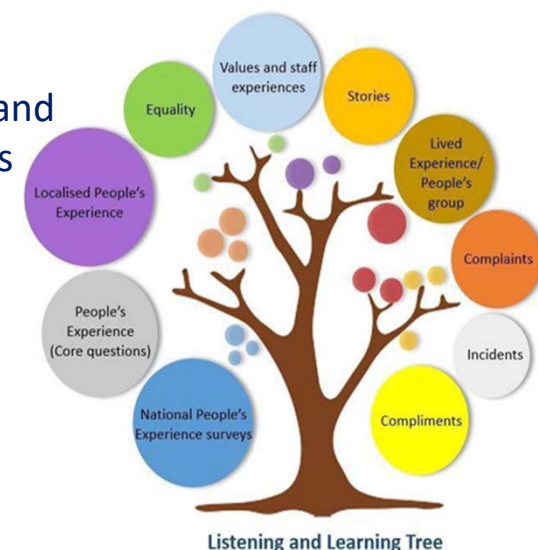 and
s
Values and staff
experiences
Equality
Stories
Lived
Experience/
People's
group
Localised People's
Experience
Complaints
People's
Experience
(Core questions)
Incidents
National People's
Experience surveys
Compliments
Listening and Learning Tree